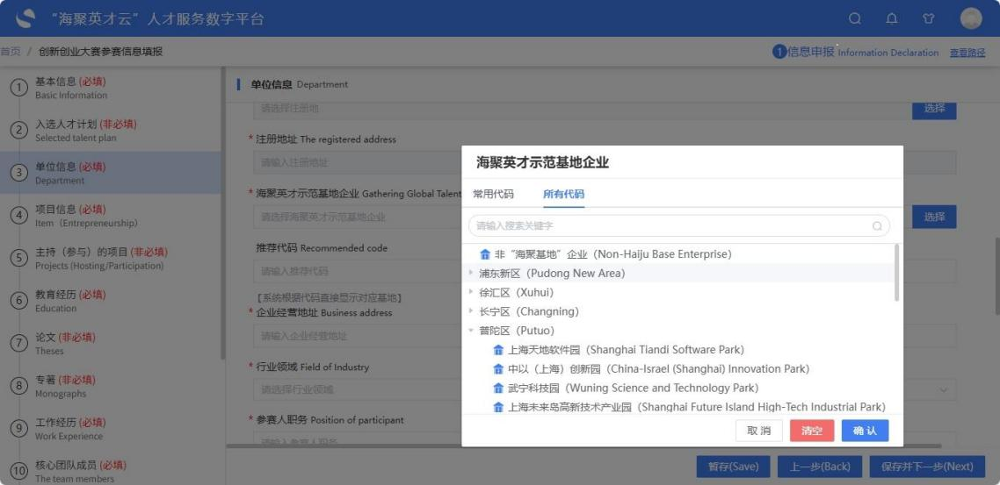 “海聚英才云”人才服务数字平台
首页 / 创新创业大赛参赛信息填报
1 信息申报 Information Declaration 查看路径
1 基本信息 (必填)
Basic Information
2 入选人才计划 (非必填)
Selected talent plan
3 单位信息 (必填)
Department
4 项目信息 (必填)
Item（Entrepreneurship)
5 主持（参与）的项目 (非必填)
Projects (Hosting/Participation)
6 教育经历 (必填)
Education
7 论文 (非必填)
Theses
8 专著 (非必填)
Monographs
9 工作经历 (必填)
Work Experience
10 核心团队成员 (必填)
The team members
单位信息 Department
请选择注册地 选择
* 注册地址 The registered address
请输入注册地址
* 海聚英才示范基地企业 Gathering Global Talent
请选择海聚英才示范基地企业 选择
推荐代码 Recommended code
请输入推荐代码
【系统根据代码直接显示对应基地】
* 企业经营地址 Business address
请输入企业经营地址
* 行业领域 Field of Industry
请选择行业领域
* 参赛人职务 Position of participant
请输入参赛人职务
海聚英才示范基地企业
常用代码 所有代码
请输入搜素关键字
非“海聚基地”企业（Non-Haiju Base Enterprise）
浦东新区（Pudong New Area）
徐汇区（Xuhui）
长宁区（Changning）
普陀区（Putuo）
上海天地软件园（Shanghai Tiandi Software Park）
中以（上海）创新园（China-Israel (Shanghai) Innovation Park）
武宁科技园（Wuning Science and Technology Park）
上海未来岛高新技术产业园（Shanghai Future Island High-Tech Industrial Park）
取 消 清空 确 认
暂存(Save) 上一步(Back) 保存并下一步(Next)